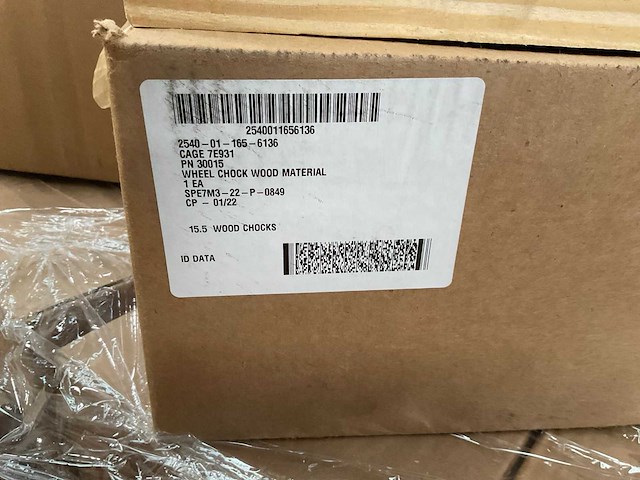 2540011656136
2540-01-165-6136
CAGE 7E931
PN 30015
WHEEL CHOCK WOOD MATERIAL
1 EA
SPE7M3-22-P-0849
CP - 01/22
15.5 WOOD CHOCKS
ID DATA